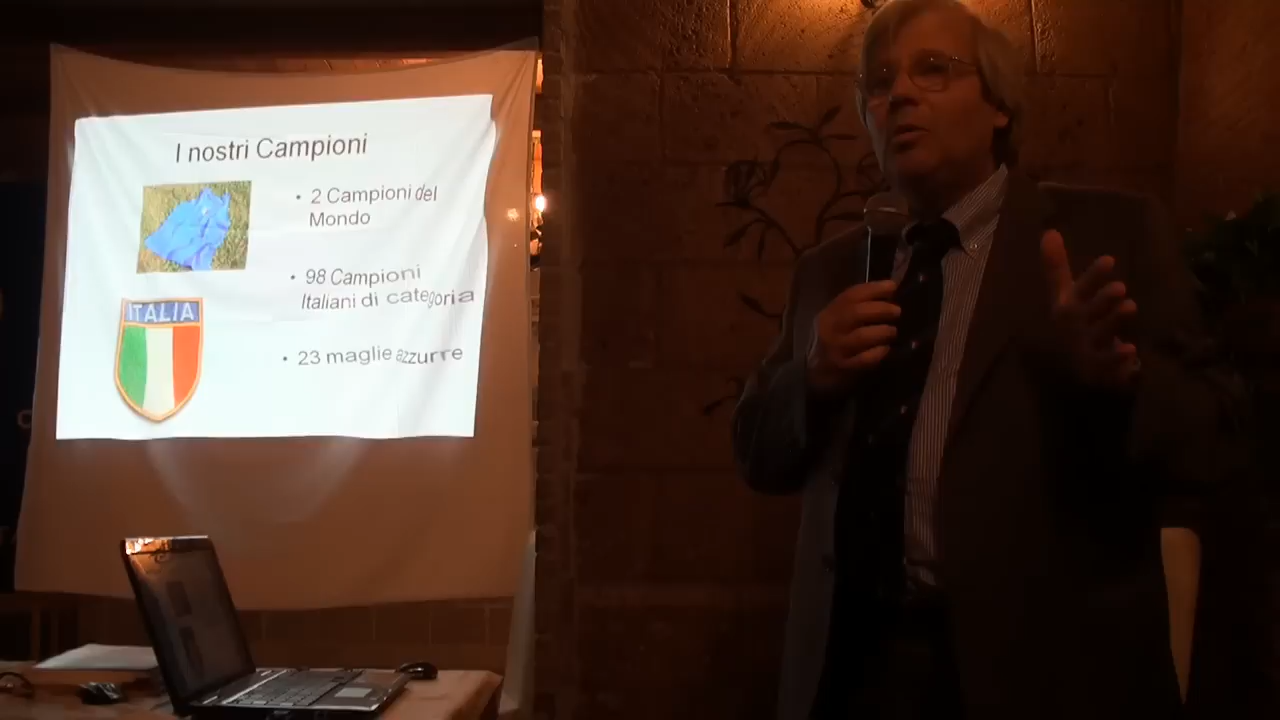 I nostri Campioni
• 2 Campioni del
Mondo
• 98 Campioni
Italiani di categoria
• 23 maglie azzurre
ITALIA